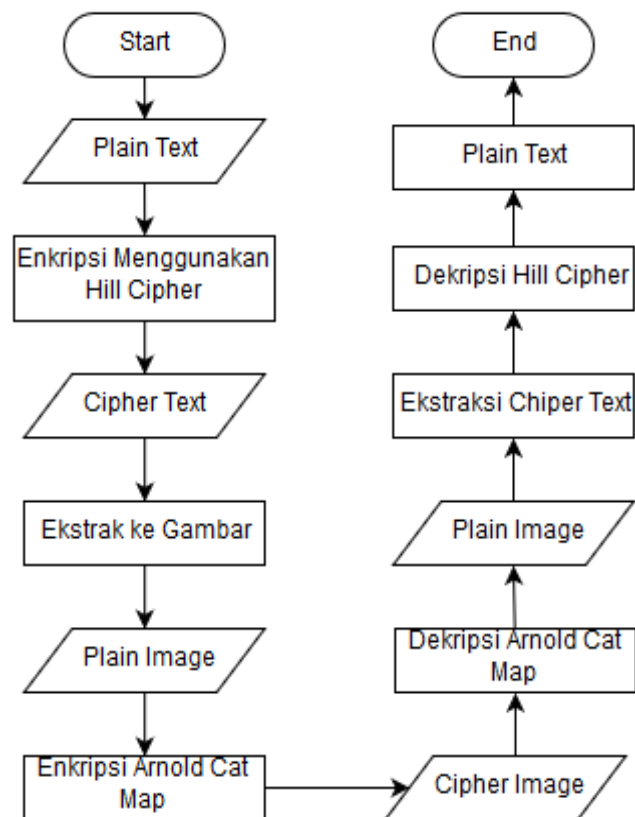 Start
Plain Text
Enkripsi Menggunakan
Hill Cipher
Cipher Text
Ekstrak ke Gambar
Plain Image
Enkripsi Arnold Cat
Map
Cipher Image
Dekripsi Arnold Cat
Map
Plain Image
Ekstraksi Chiper Text
Dekripsi Hill Cipher
Plain Text
End